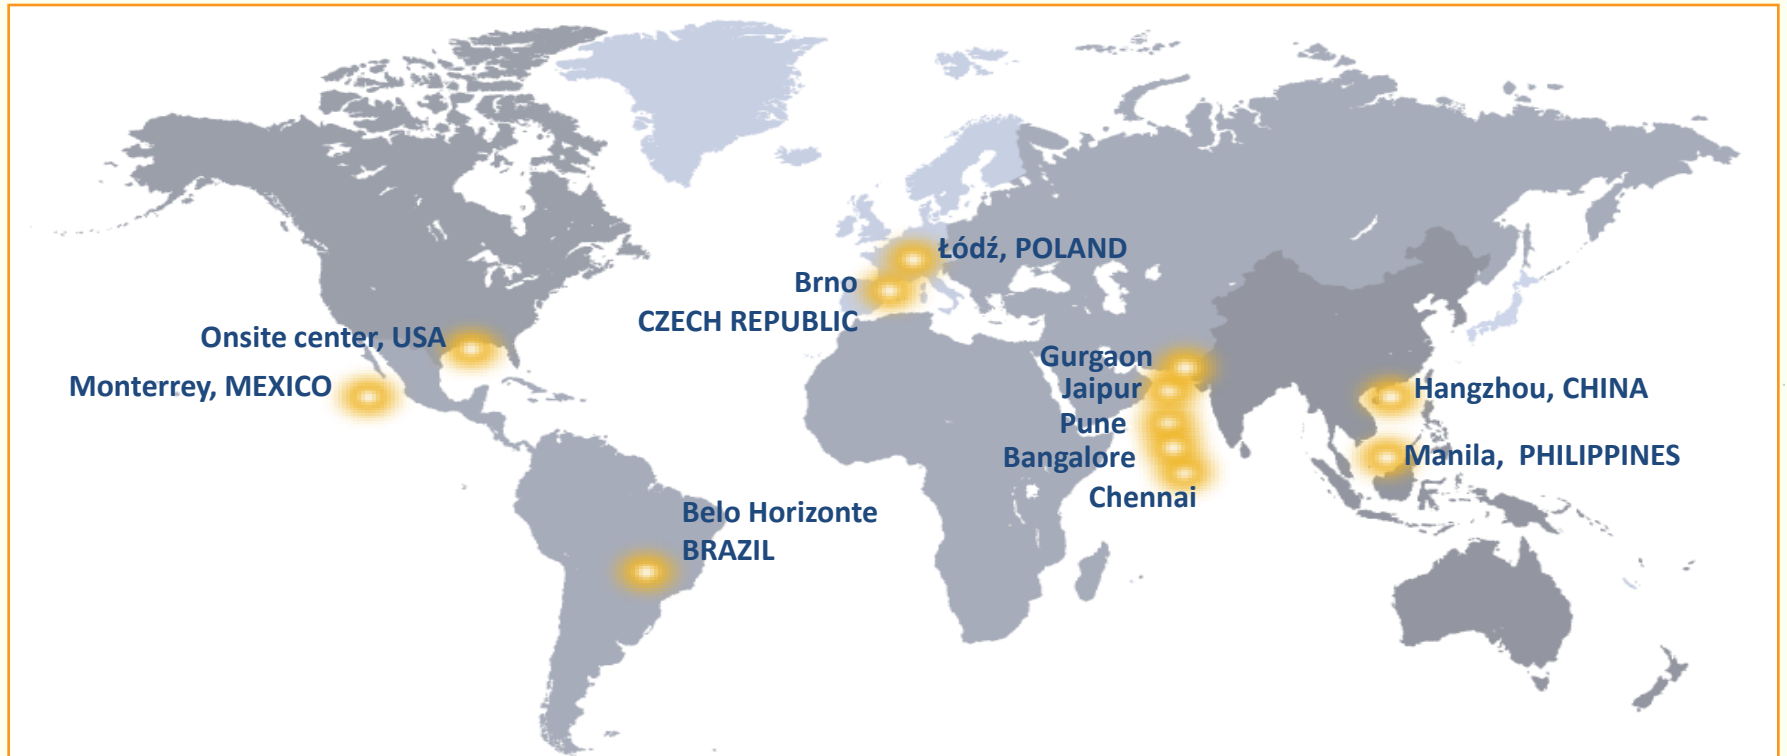 Łódź, POLAND
Brno
CZECH REPUBLIC
Onsite center, USA
Monterrey, MEXICO
Gurgaon
Jaipur
Pune
Bangalore
Chennai
Hangzhou, CHINA
Manila,  PHILIPPINES
Belo Horizonte
BRAZIL